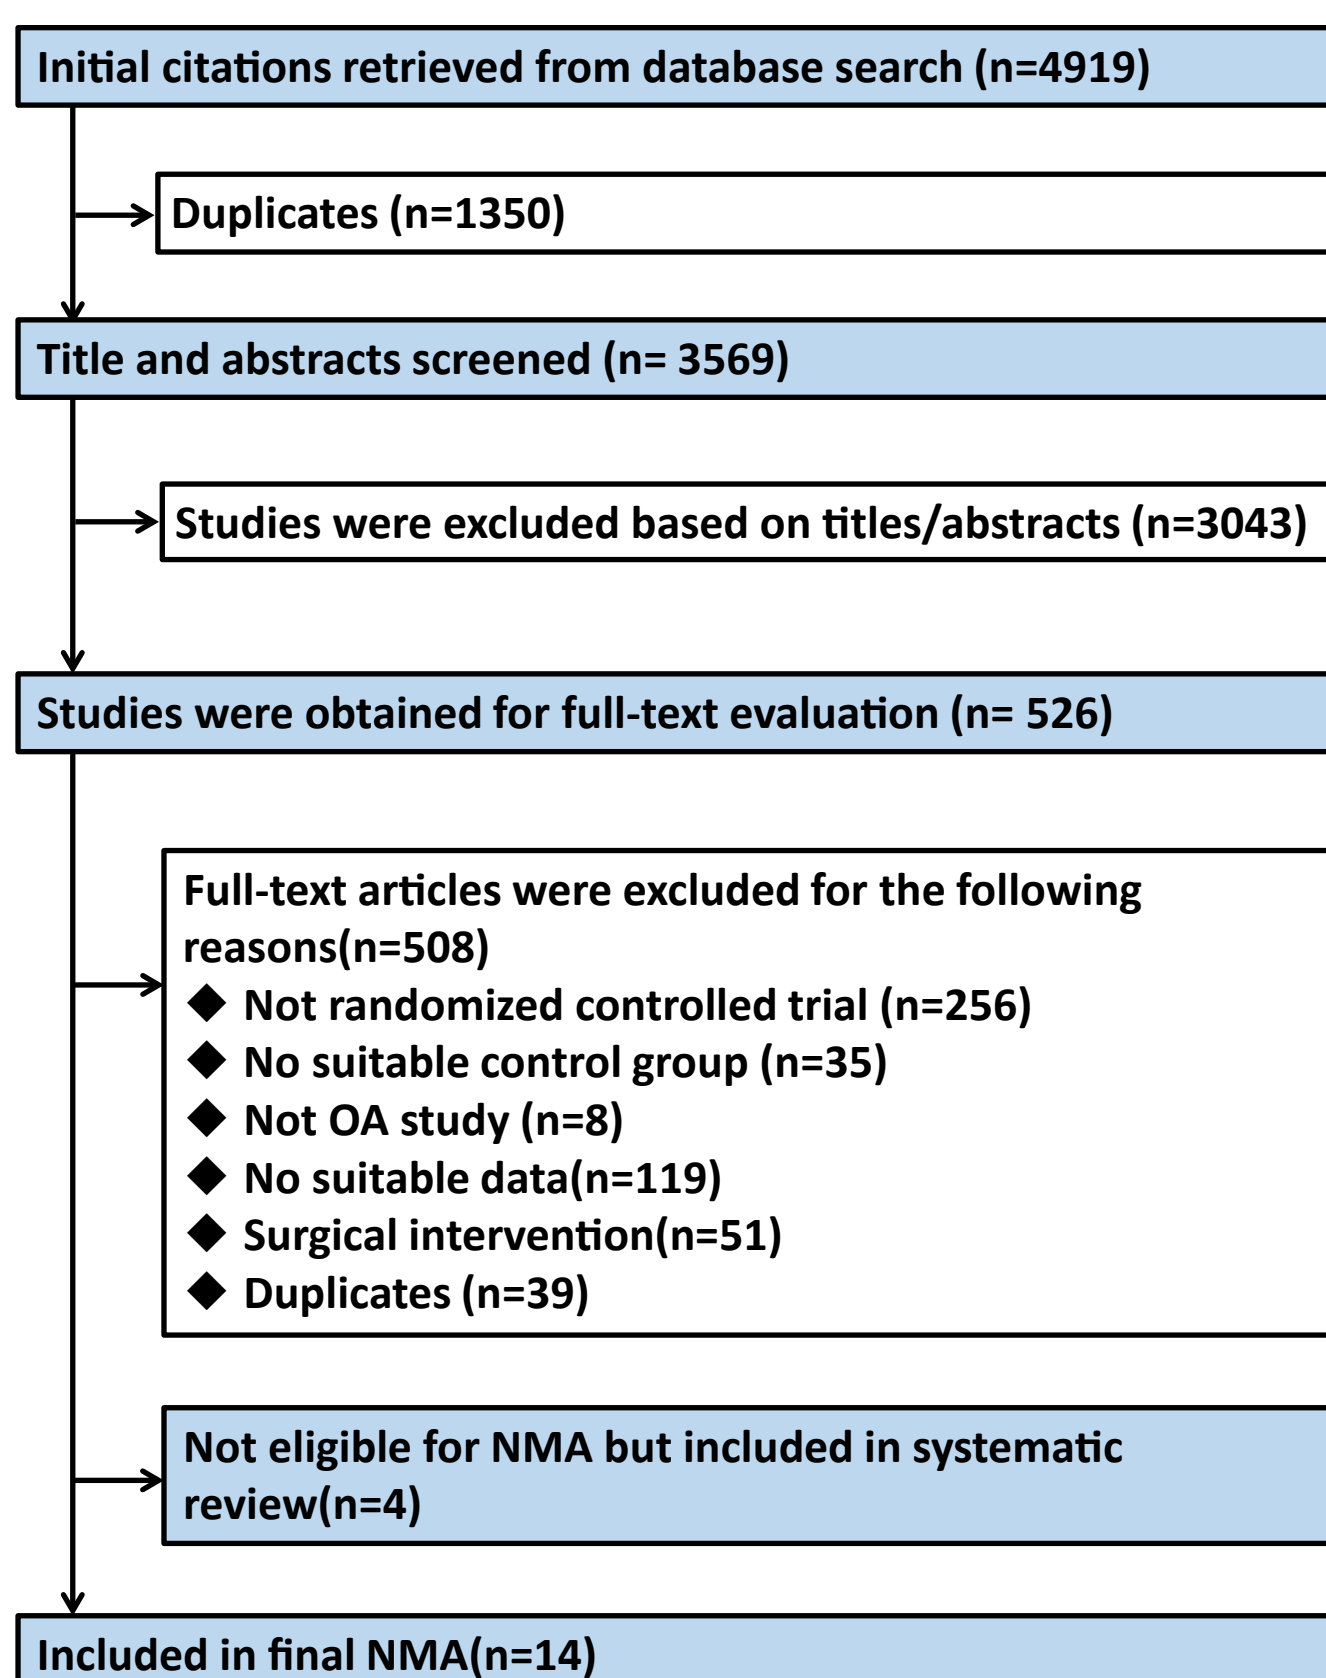 Initial citations retrieved from database search (n=4919)
Duplicates (n=1350)
Title and abstracts screened (n= 3569)
Studies were excluded based on titles/abstracts (n=3043)
Studies were obtained for full-text evaluation (n= 526)
Full-text articles were excluded for the following
reasons(n=508)
◆ Not randomized controlled trial (n=256)
◆ No suitable control group (n=35)
◆ Not OA study (n=8)
◆ No suitable data(n=119)
◆ Surgical intervention(n=51)
◆ Duplicates (n=39)
Not eligible for NMA but included in systematic
review(n=4)
Included in final NMA(n=14)